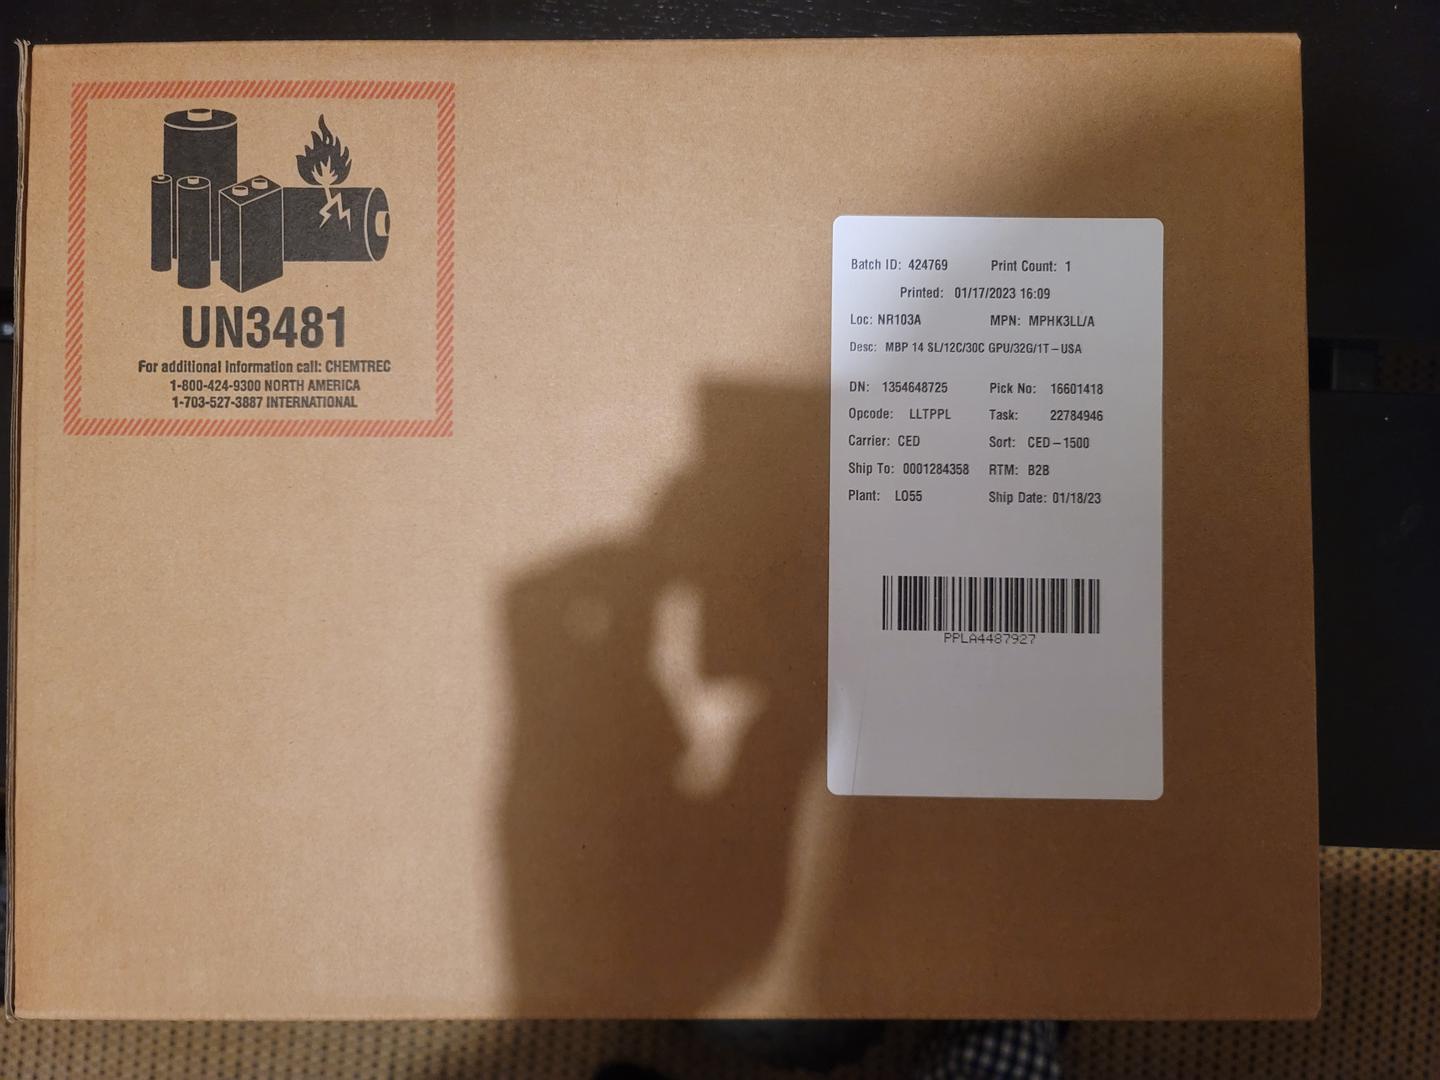 UN3481
For additional information call: CHEMTREC
1-800-424-9300 NORTH AMERICA
1-703-527-3887 INTERNATIONAL
Batch ID: 424769 Print Count: 1
Printed: 01/17/2023 16:09
Loc: NR103A MPN: MPHK3LL/A
Desc: MBP 14 SL/12C/30C GPU/32G/1T-USA
DN: 1354648725 Pick No: 16601418
Opcode: LLTPPL Task: 22784946
Carrier: CED Sort: CED-1500
Ship To: 0001284358 RTM: B2B
Plant: LO55 Ship Date: 01/18/23
PPLA4487927